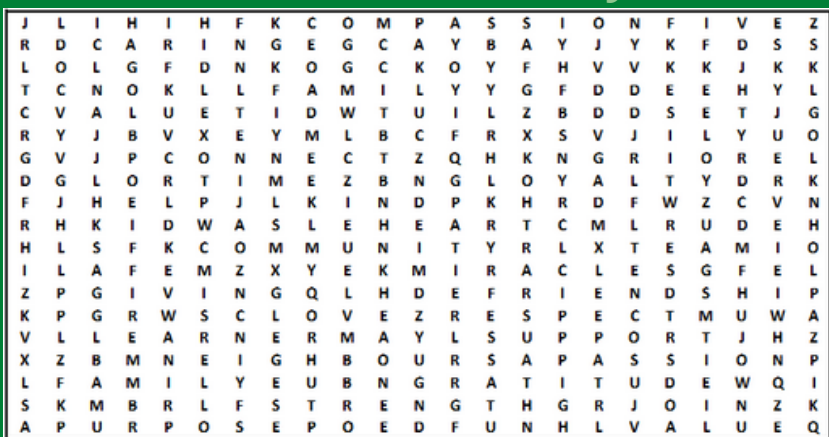 J L I H I H F K C O M P A S S I O N F I V E Z
R D C A R I N G E G C A Y B A Y J Y K F D S S
L O L G F D N K O G C K O Y F H V V K K J K K
T C N O K L L F A M I L Y Y G F D D E E H Y L
C V A L U E T I D W T U I L Z B D D S E T J G
R Y J B V X E Y M L B C F R X S V J I L Y U O
G V J P C O N N E C T Z Q H K N G R I O R E L
D G L O R T I M E Z B N G L O Y A L T Y D R K
F J H E L P J L K I N D P K H R D F W Z C V N
R H K I D W A S L E H E A R T C M L R U D E H
H L S F K C O M M U N I T Y R L X T E A M I O
I L A F E M Z X Y E K M I R A C L E S G F E L
Z P G I V I N G Q L H D E F R I E N D S H I P
K P G R W S C L O V E Z R E S P E C T M U W A
V L L E A R N E R M A Y L S U P P O R T J H Z
X Z B M N E I G H B O U R S A P A S S I O N P
L F A M I L Y E U B N G R A T I T U D E W Q I
S K M B R L F S T R E N G T H G R J O I N Z K
A P U R P O S E P O E D F U N H L V A L U E Q